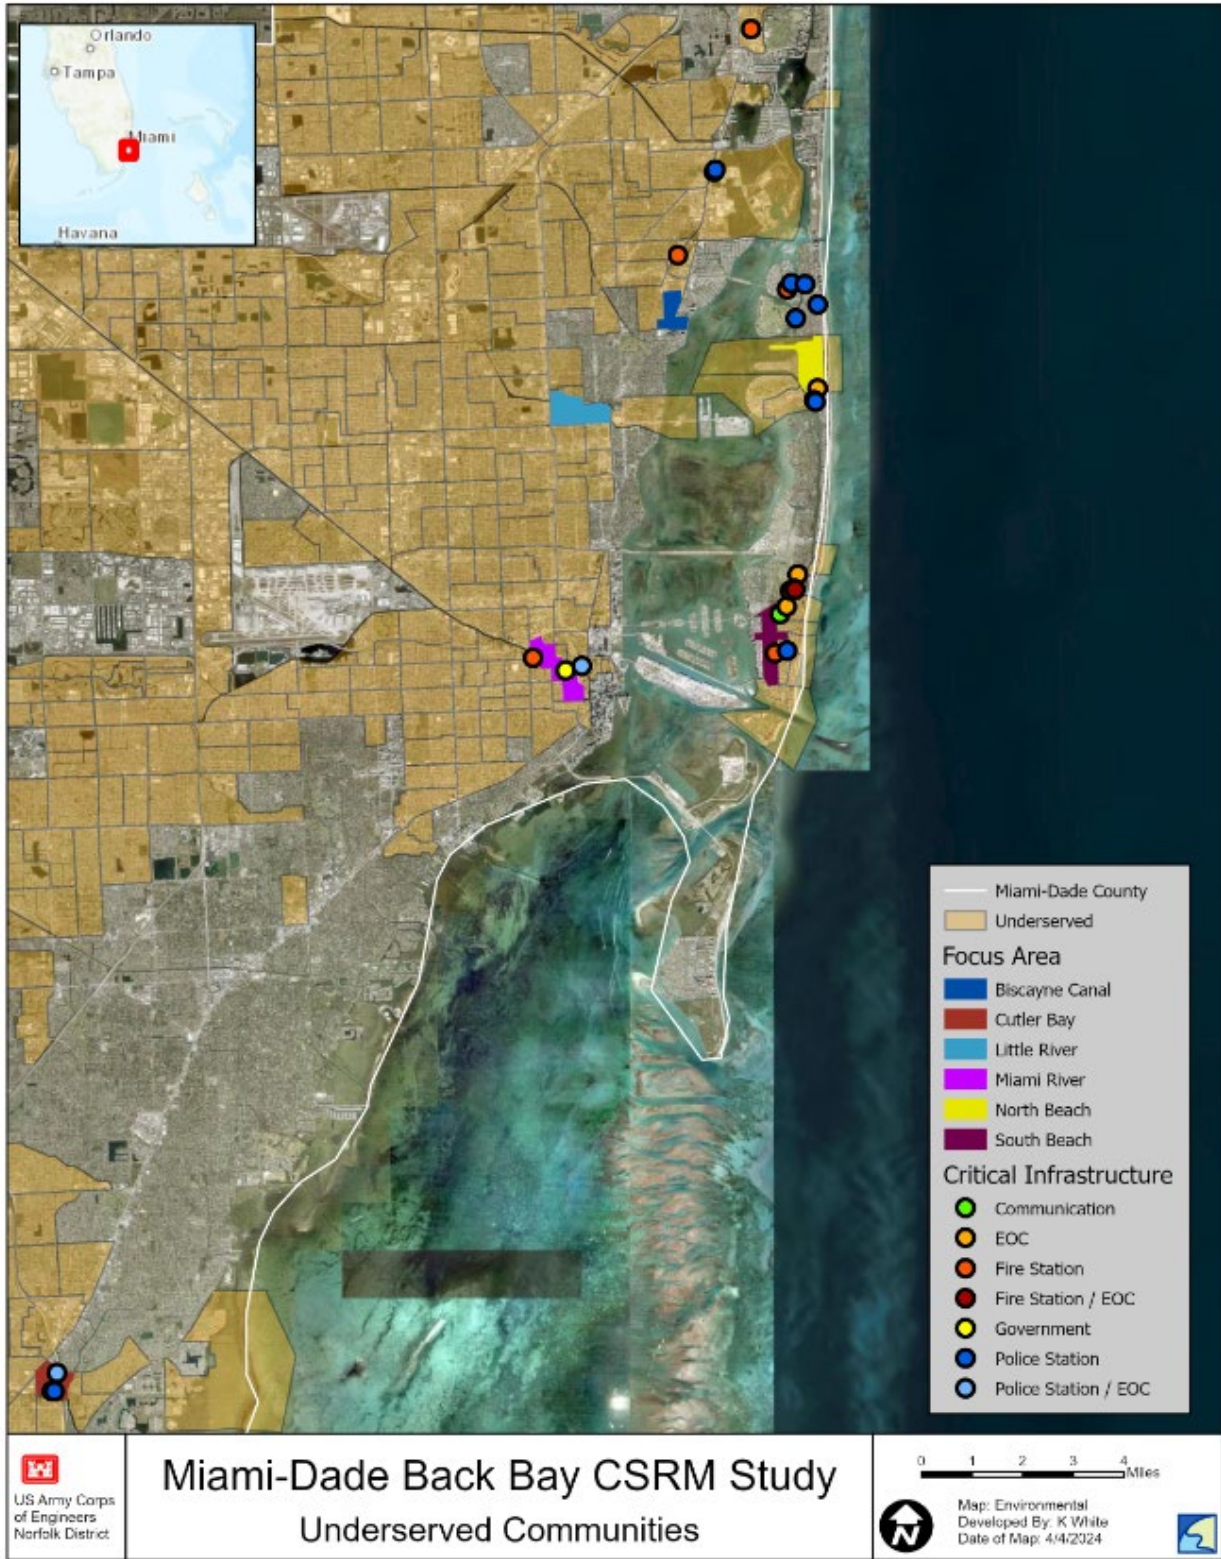 Orlando
Tampa
Miami
Havana
Miami-Dade County
Underserved
Focus Area
Biscayne Canal
Cutler Bay
Little River
Miami River
North Beach
South Beach
Critical Infrastructure
Communication
EOC
Fire Station
Fire Station / EOC
Government
Police Station
Police Station / EOC
US Army Corps
of Engineers
Norfolk District
Miami-Dade Back Bay CSRM Study
Underserved Communities
0 1 2 3 4
Miles
N
Map: Environmental
Developed By: K White
Date of Map: 4/4/2024